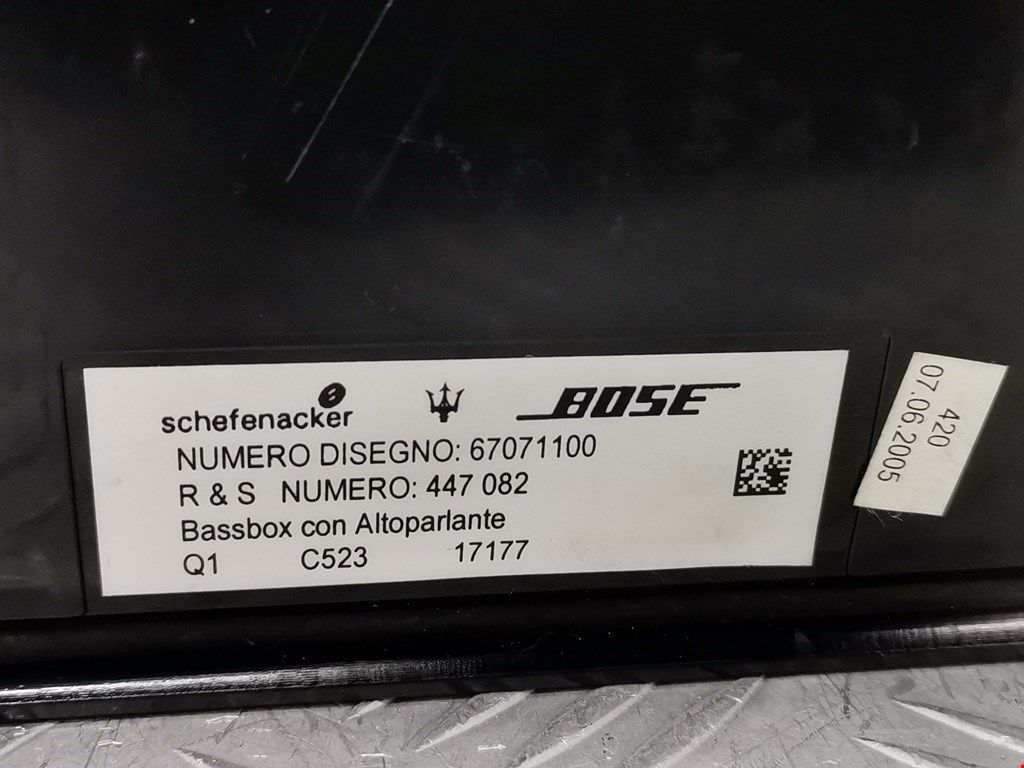 schefenacker BOSE
NUMERO DISEGNO: 67071100
R & S NUMERO: 447 082
Bassbox con Altoparlante
Q1 C523 17177
420
07.06.2005